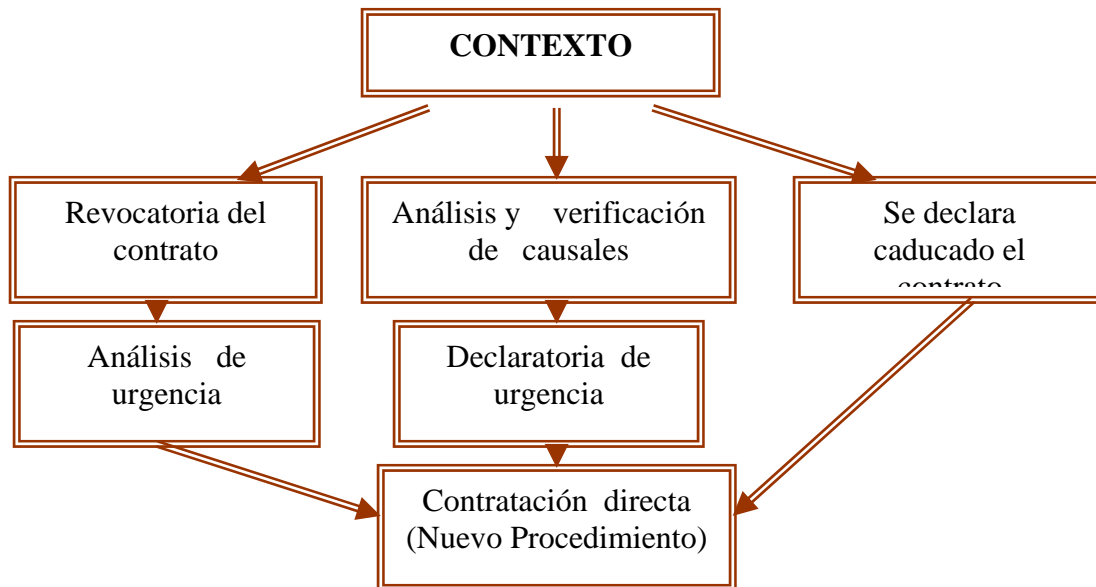 CONTEXTO
Revocatoria del
contrato
Análisis y verificación
de causales
Se declara
caducado el
contrato
Análisis de
urgencia
Declaratoria de
urgencia
Contratación directa
(Nuevo Procedimiento)